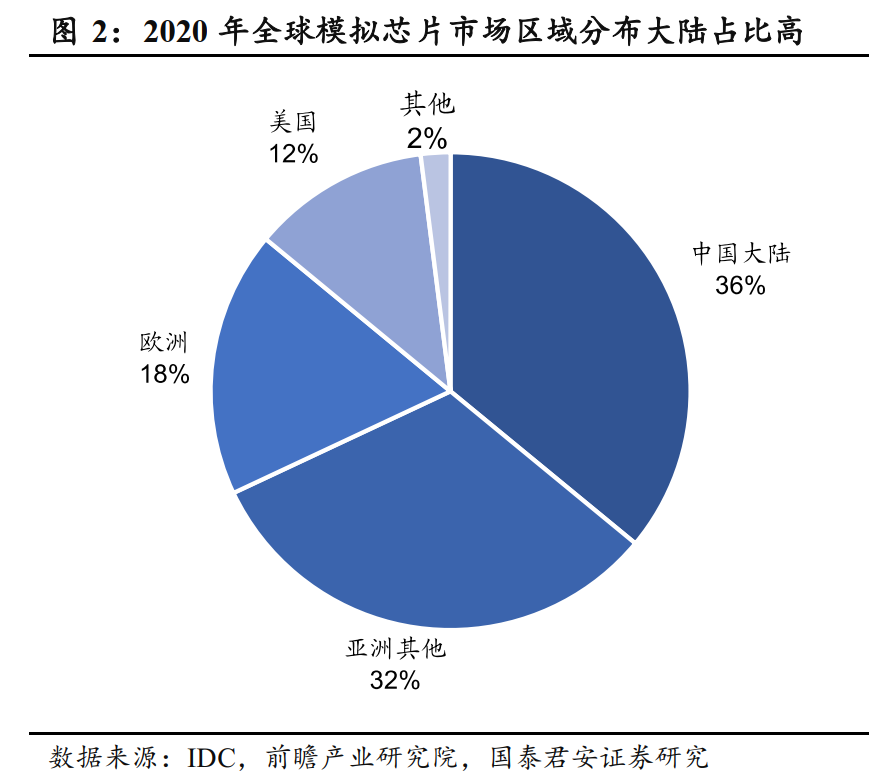 图 2：2020 年全球模拟芯片市场区域分布大陆占比高
其他
2%
美国
12%
中国大陆
36%
欧洲
18%
亚洲其他
32%
数据来源：IDC，前瞻产业研究院，国泰君安证券研究